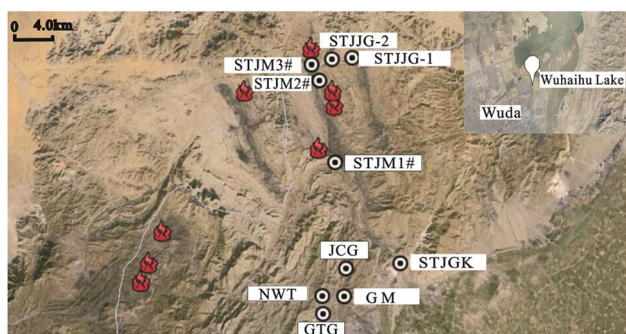 0 4.0km
STJJG-2
STJM3#
STJJG-1
STJM2#
Wuhaihu Lake
Wuda
STJM1#
JCG
STJGK
NWT
GM
GTG